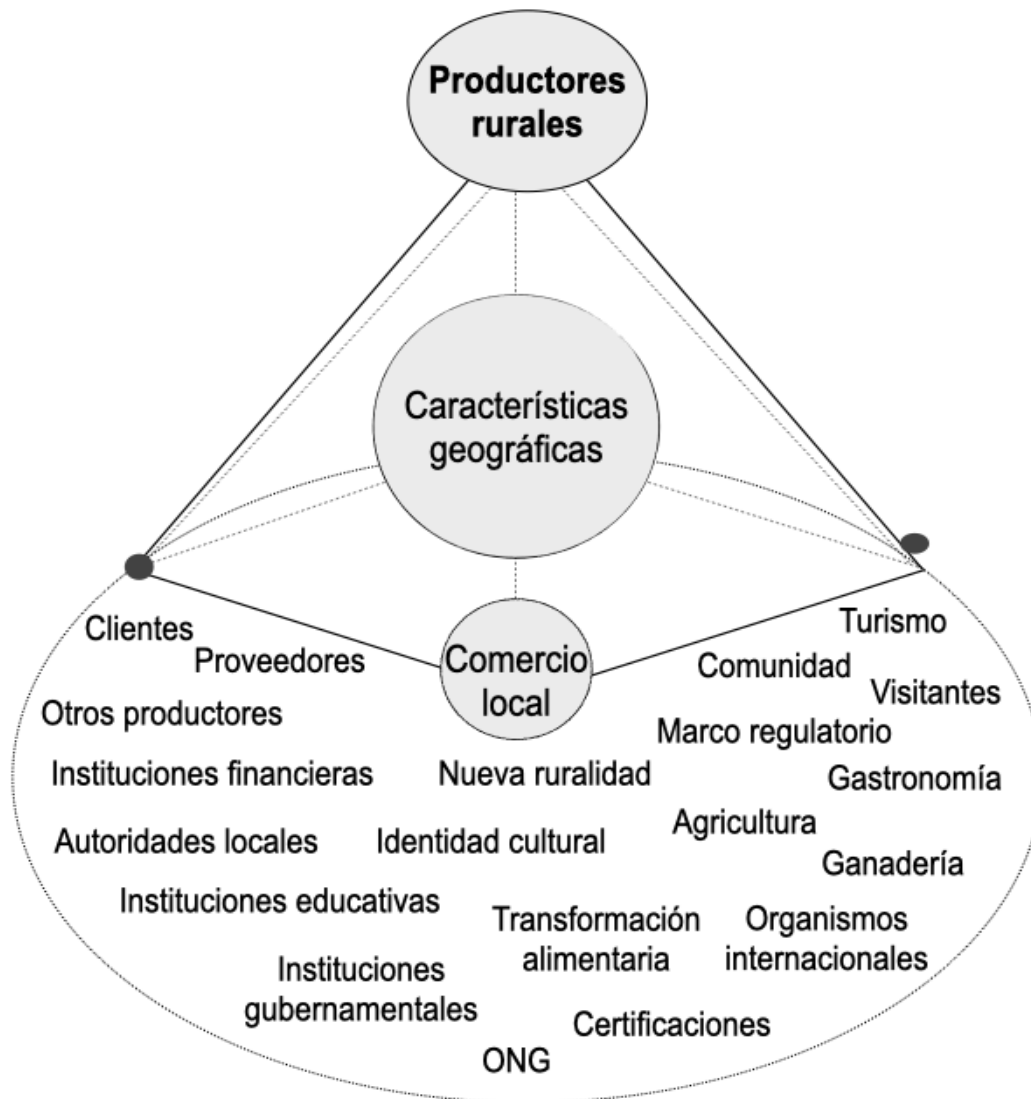 Productores
rurales
Características
geográficas
Comercio
local
Clientes
Proveedores
Otros productores
Instituciones financieras
Autoridades locales
Instituciones educativas
Instituciones
gubernamentales
Nueva ruralidad
Identidad cultural
Transformación
alimentaria
ONG
Turismo
Comunidad
Visitantes
Marco regulatorio
Gastronomía
Agricultura
Ganadería
Organismos
internacionales
Certificaciones